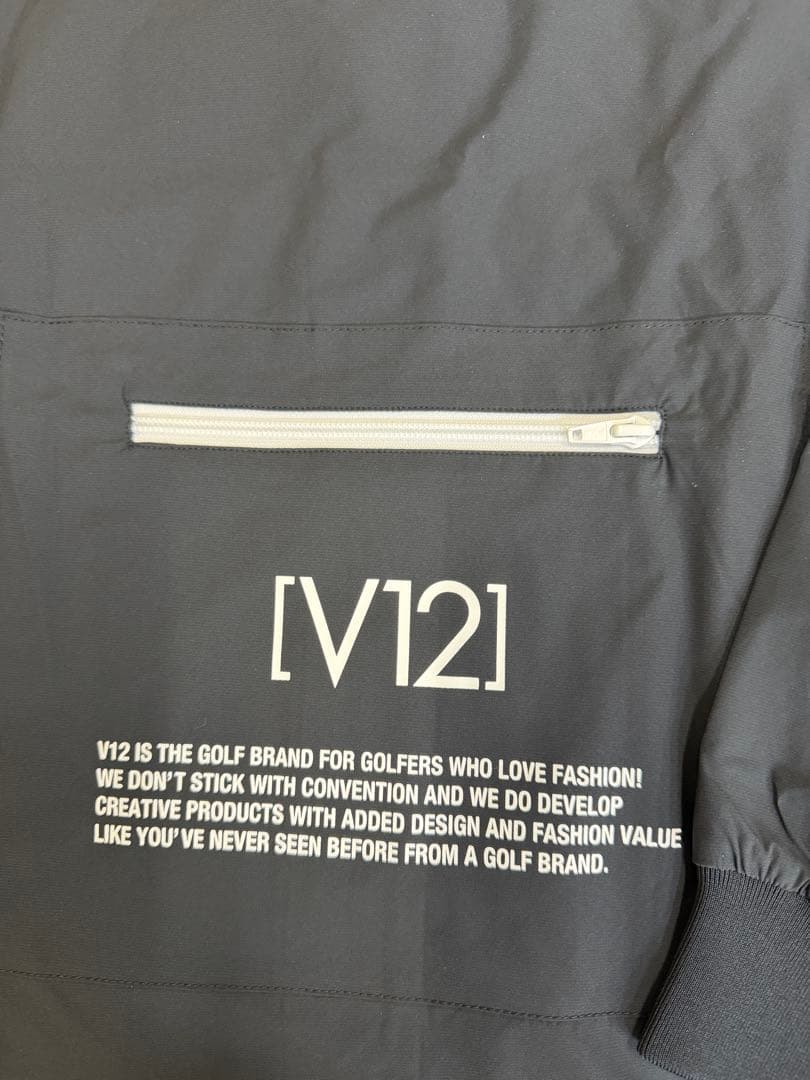 [V12]
V12 IS THE GOLF BRAND FOR GOLFERS WHO LOVE FASHION!
WE DON'T STICK WITH CONVENTION AND WE DO DEVELOP
CREATIVE PRODUCTS WITH ADDED DESIGN AND FASHION VALUE
LIKE YOU'VE NEVER SEEN BEFORE FROM A GOLF BRAND.